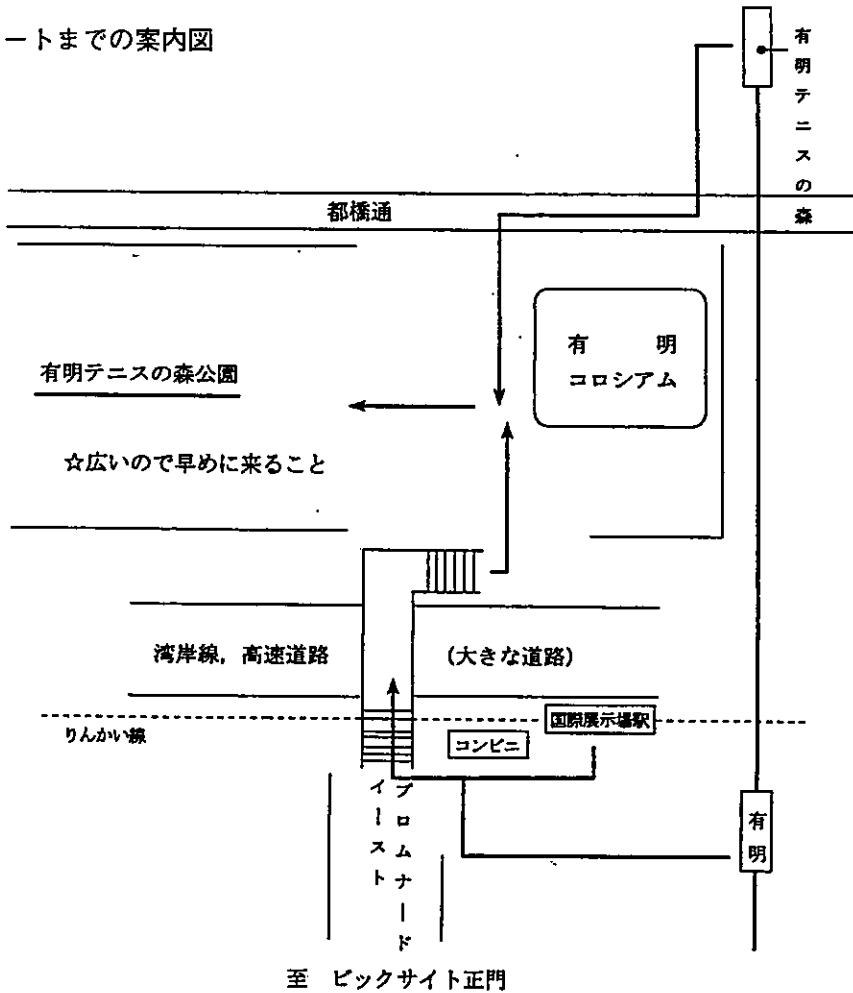 ートまでの案内図
有明テニスの森
都橋通
有明
コロシアム
有明テニスの森公園
☆広いので早めに来ること
湾岸線，高速道路
(大きな道路)
国際展示場駅
りんかい線
コンビニ
プロムナード
イースト
有明
至 ビックサイト正門